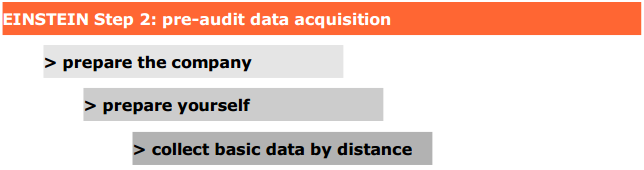 EINSTEIN Step 2: pre-audit data acquisition
> prepare the company
> prepare yourself
> collect basic data by distance